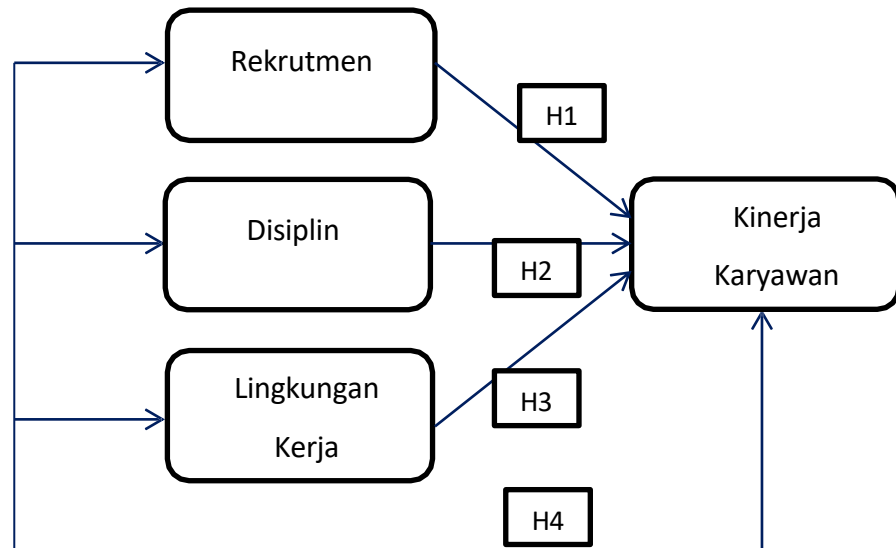 Rekrutmen
H1
Disiplin
H2
Kinerja
Karyawan
Lingkungan
Kerja
H3
H4